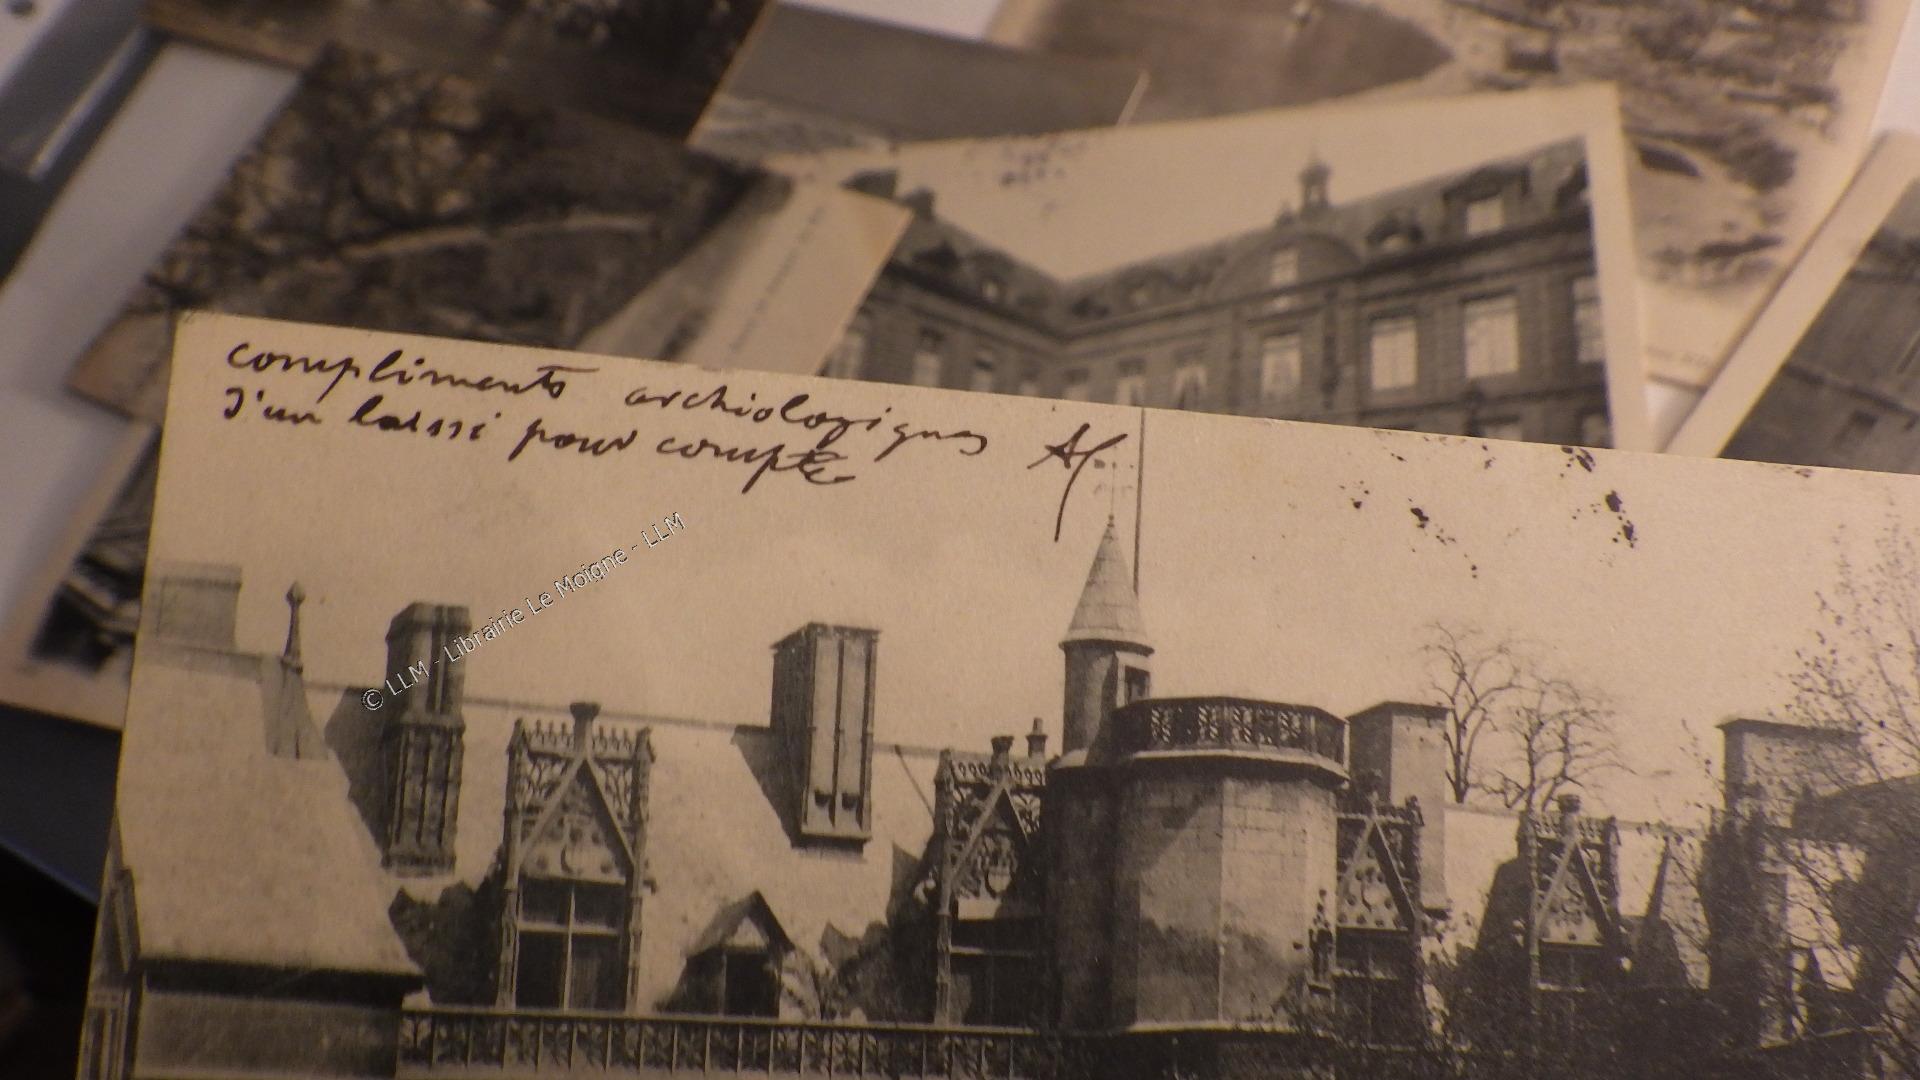 compliments archéologiques
d'un laissé pour compte
© LLM - Librairie Le Moigne - LLM